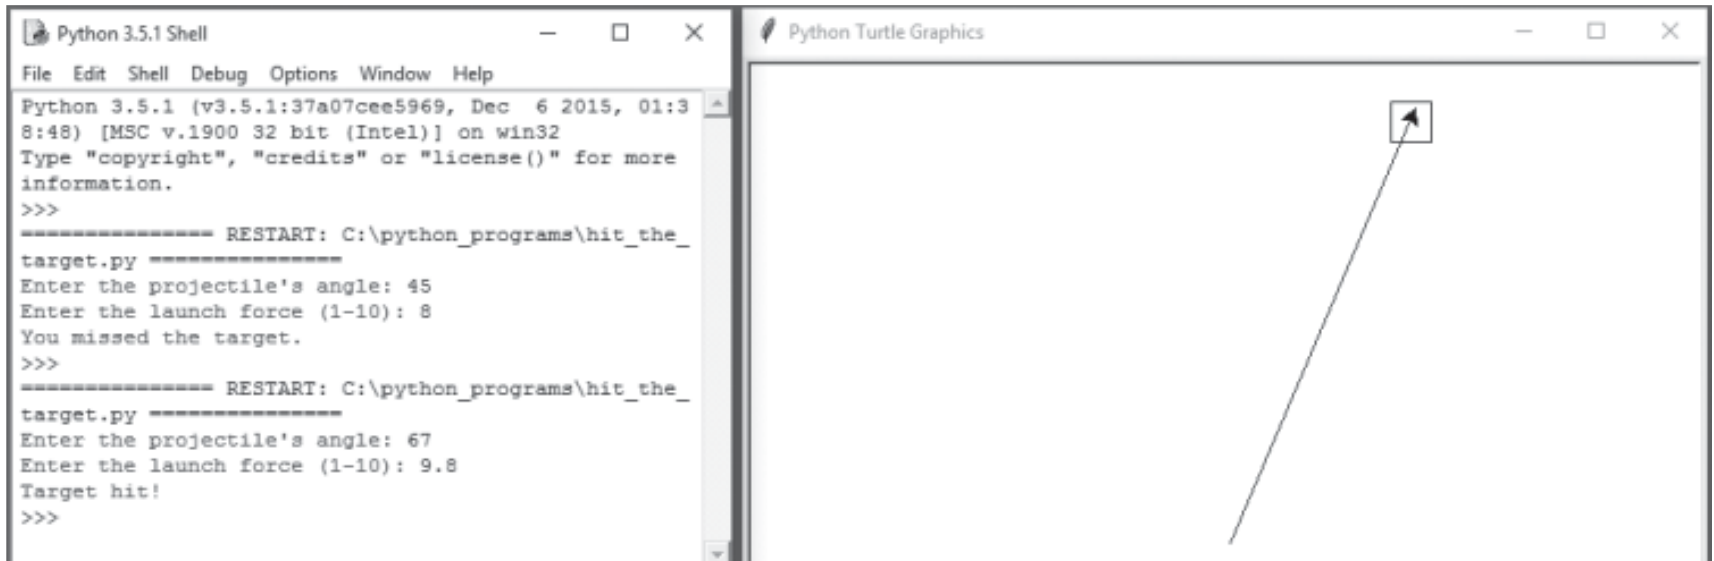 Python 3.5.1 Shell
File Edit Shell Debug Options Window Help
Python 3.5.1 (v3.5.1:37a07cee5969, Dec  6 2015, 01:3
8:48) [MSC v.1900 32 bit (Intel)] on win32
Type "copyright", "credits" or "license()" for more
information.
>>>
=============== RESTART: C:\python_programs\hit_the_
target.py ===============
Enter the projectile's angle: 45
Enter the launch force (1-10): 8
You missed the target.
>>>
=============== RESTART: C:\python_programs\hit_the_
target.py ===============
Enter the projectile's angle: 67
Enter the launch force (1-10): 9.8
Target hit!
>>>
Python Turtle Graphics